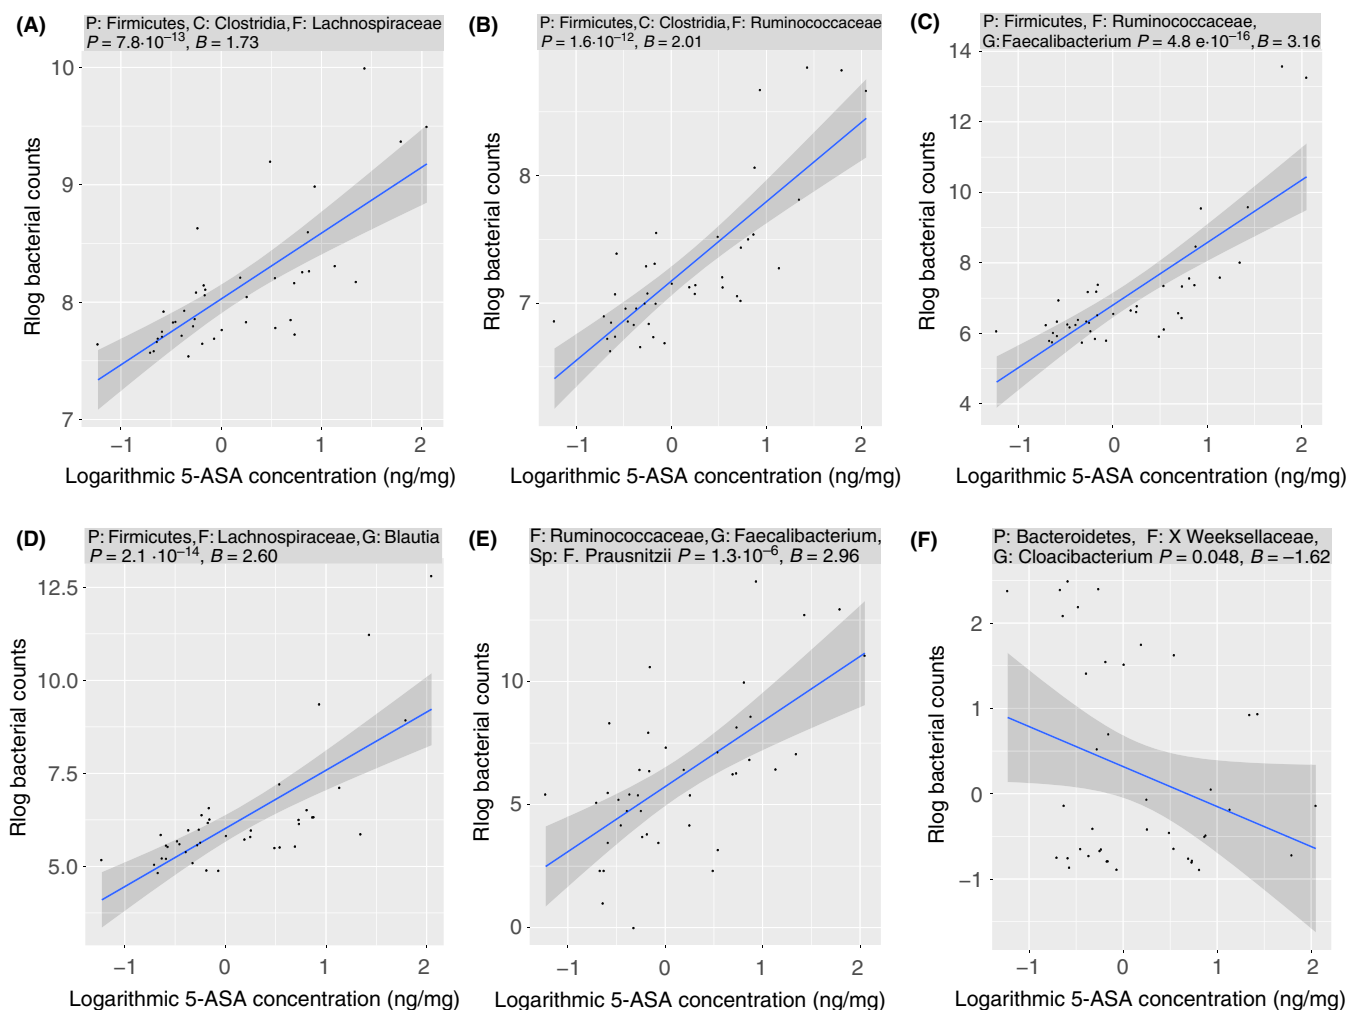 (A)
P: Firmicutes, C: Clostridia, F: Lachnospiraceae
P = 7.8·10⁻¹³, B = 1.73
10
9
8
7
Rlog bacterial counts
−1 0 1 2
Logarithmic 5-ASA concentration (ng/mg)
(B)
P: Firmicutes, C: Clostridia, F: Ruminococcaceae
P = 1.6·10⁻¹², B = 2.01
8
7
Rlog bacterial counts
−1 0 1 2
Logarithmic 5-ASA concentration (ng/mg)
(C)
P: Firmicutes, F: Ruminococcaceae,
G:Faecalibacterium P = 4.8 e·10⁻¹⁶, B = 3.16
14
12
10
8
6
4
Rlog bacterial counts
−1 0 1 2
Logarithmic 5-ASA concentration (ng/mg)
(D)
P: Firmicutes, F: Lachnospiraceae, G: Blautia
P = 2.1 ·10⁻¹⁴, B = 2.60
12.5
10.0
7.5
5.0
Rlog bacterial counts
−1 0 1 2
Logarithmic 5-ASA concentration (ng/mg)
(E)
F: Ruminococcaceae, G: Faecalibacterium,
Sp: F. Prausnitzii P = 1.3·10⁻⁶, B = 2.96
10
5
0
Rlog bacterial counts
−1 0 1 2
Logarithmic 5-ASA concentration (ng/mg)
(F)
P: Bacteroidetes, F: X Weeksellaceae,
G: Cloacibacterium P = 0.048, B = −1.62
2
1
0
−1
Rlog bacterial counts
−1 0 1 2
Logarithmic 5-ASA concentration (ng/mg)